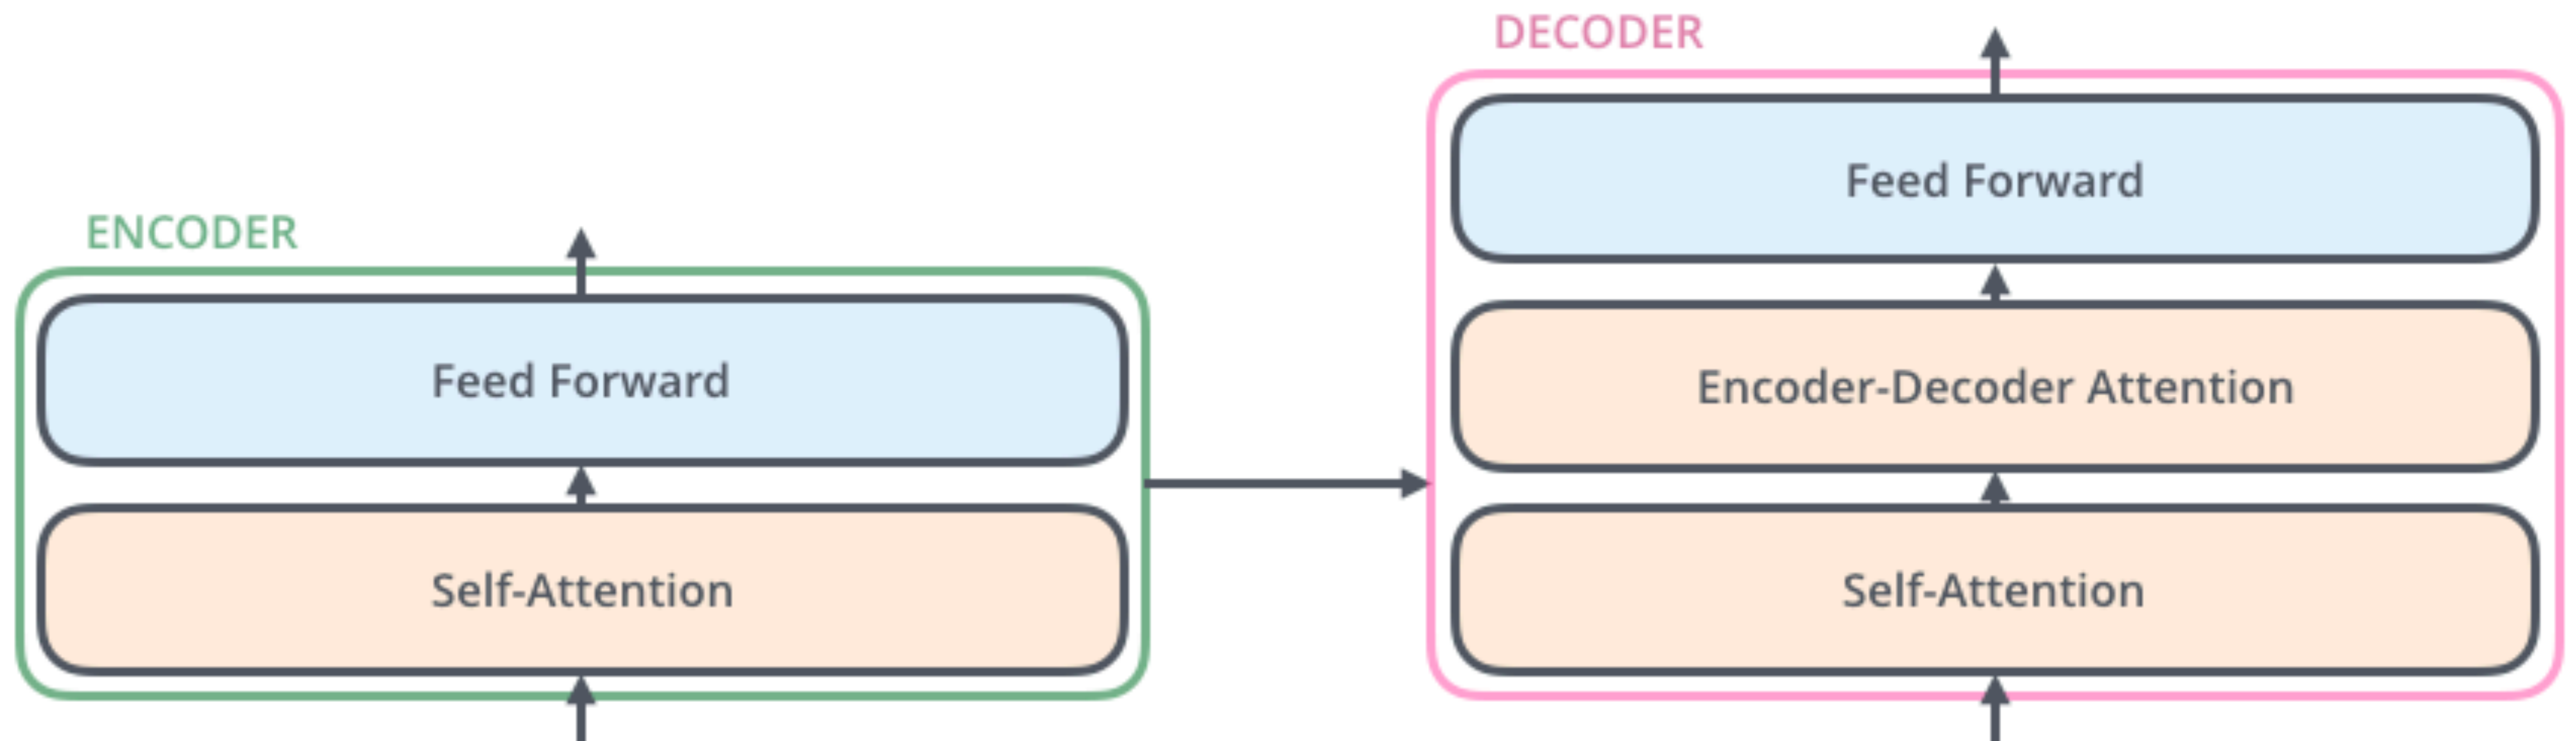 ENCODER
Feed Forward
Self-Attention
DECODER
Feed Forward
Encoder-Decoder Attention
Self-Attention